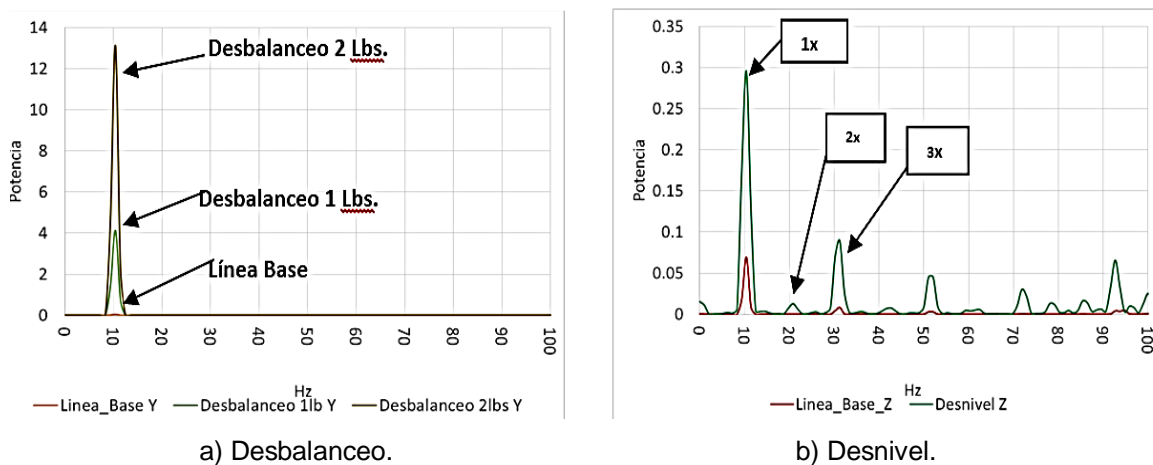 14
12
10
8
6
4
2
0
Potencia
Desbalanceo 2 Lbs.
Desbalanceo 1 Lbs.
Línea Base
0 10 20 30 40 50 60 70 80 90 100
Hz
Linea_Base Y Desbalanceo 1lb Y Desbalanceo 2lbs Y
a) Desbalanceo.
0.35
0.3
0.25
0.2
0.15
0.1
0.05
0
Potencia
1x
2x
3x
0 10 20 30 40 50 60 70 80 90 100
Hz
Linea_Base_Z Desnivel Z
b) Desnivel.